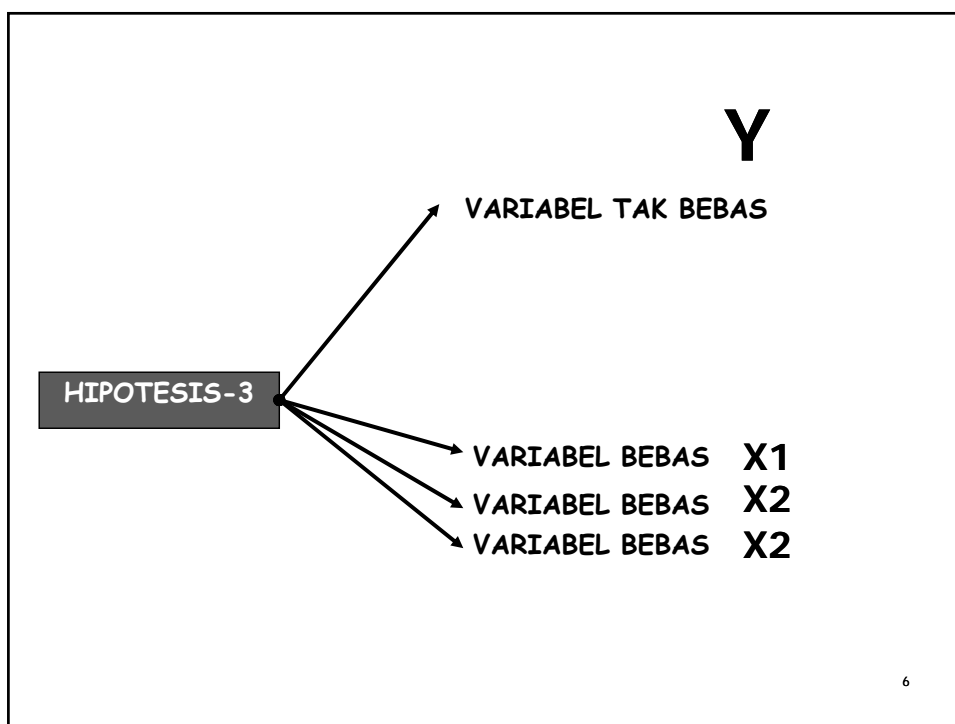 Y
VARIABEL TAK BEBAS
HIPOTESIS-3
VARIABEL BEBAS X1
VARIABEL BEBAS X2
VARIABEL BEBAS X2
6